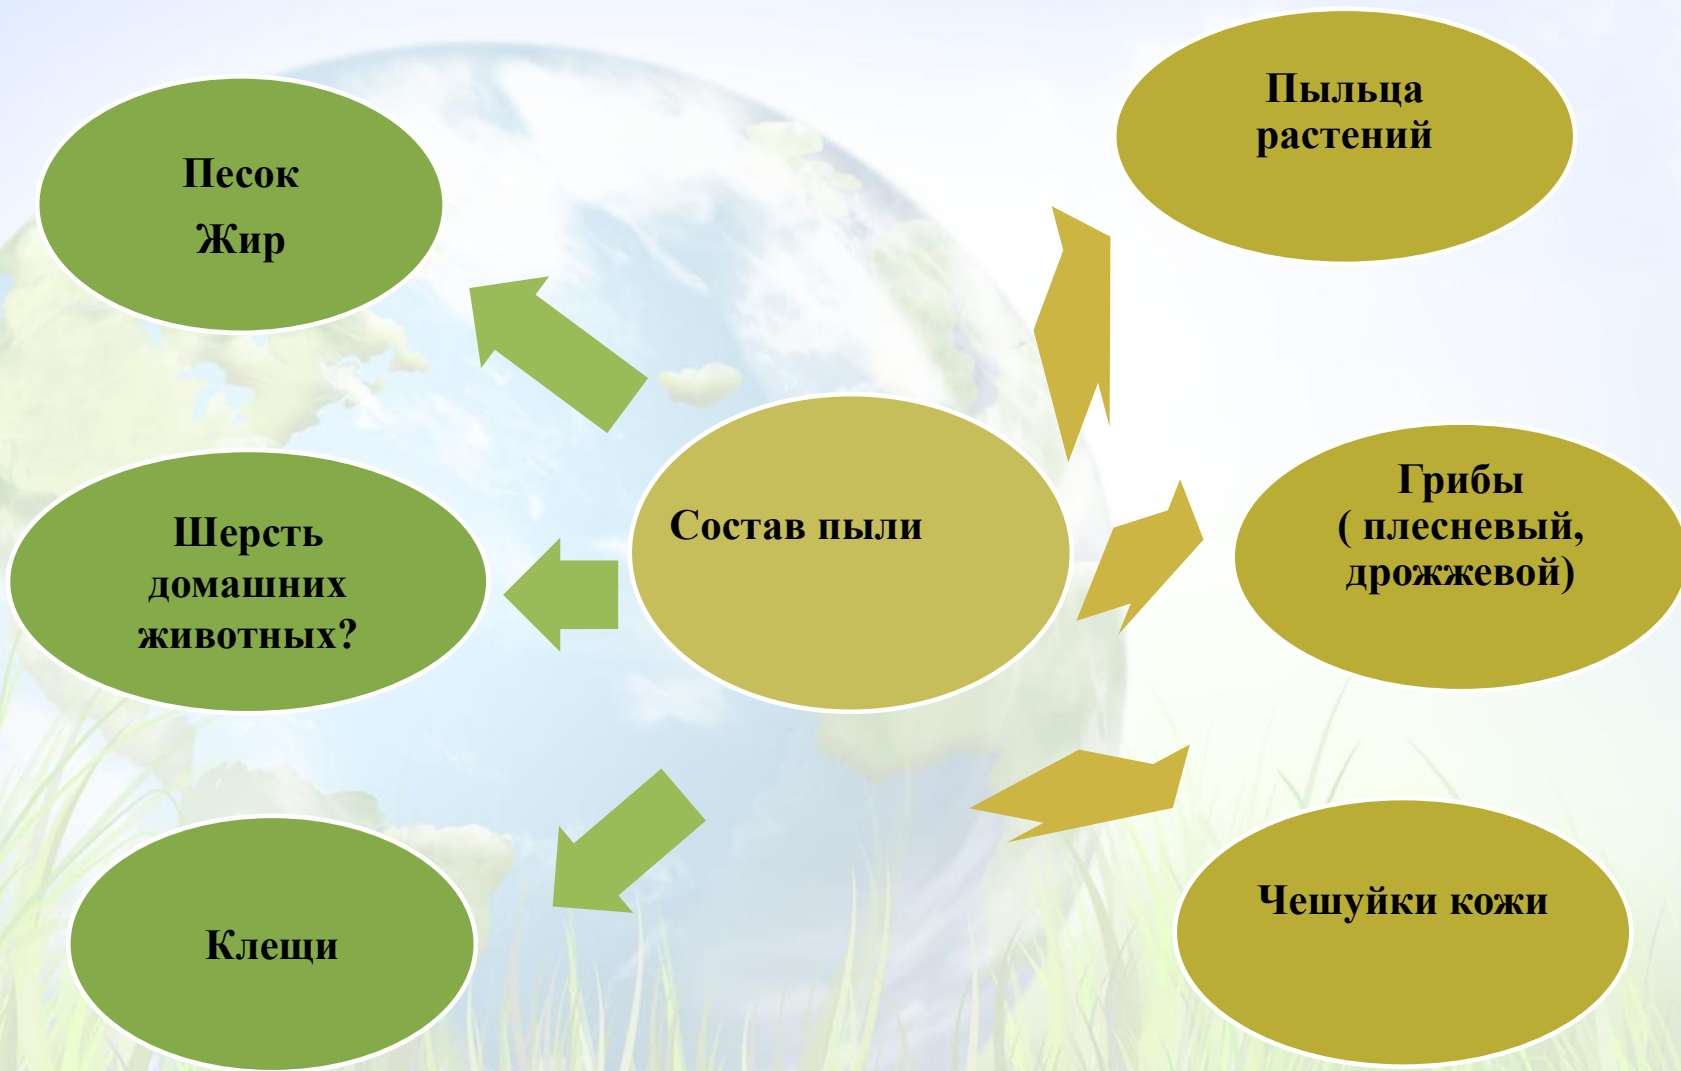 Песок
Жир
Шерсть
домашних
животных?
Клещи
Состав пыли
Пыльца
растений
Грибы
( плесневый,
дрожжевой)
Чешуйки кожи